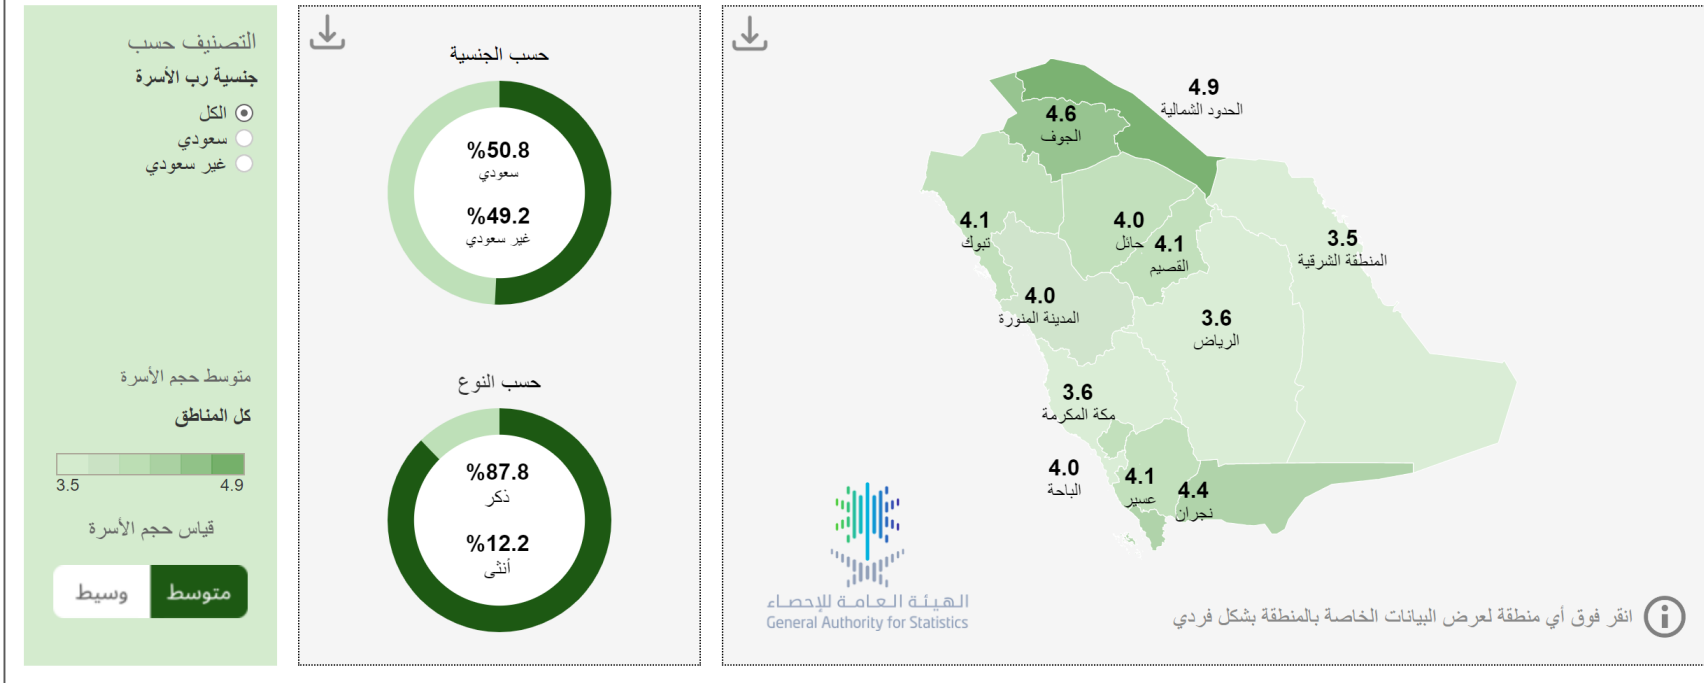 التصنيف حسب
جنسية رب الأسرة
الكل
سعودي
غير سعودي
متوسط حجم الأسرة
كل المناطق
3.5
4.9
قياس حجم الأسرة
متوسط
وسيط
حسب الجنسية
%50.8
سعودي
%49.2
غير سعودي
حسب النوع
%87.8
ذكر
%12.2
أنثى
4.9
الحدود الشمالية
4.6
الجوف
4.1
تبوك
4.0
حائل
4.1
القصيم
3.5
المنطقة الشرقية
4.0
المدينة المنورة
3.6
الرياض
3.6
مكة المكرمة
4.0
الباحة
4.1
عسير
4.4
نجران
الهيئة العامة للإحصاء
General Authority for Statistics
انقر فوق أي منطقة لعرض البيانات الخاصة بالمنطقة بشكل فردي